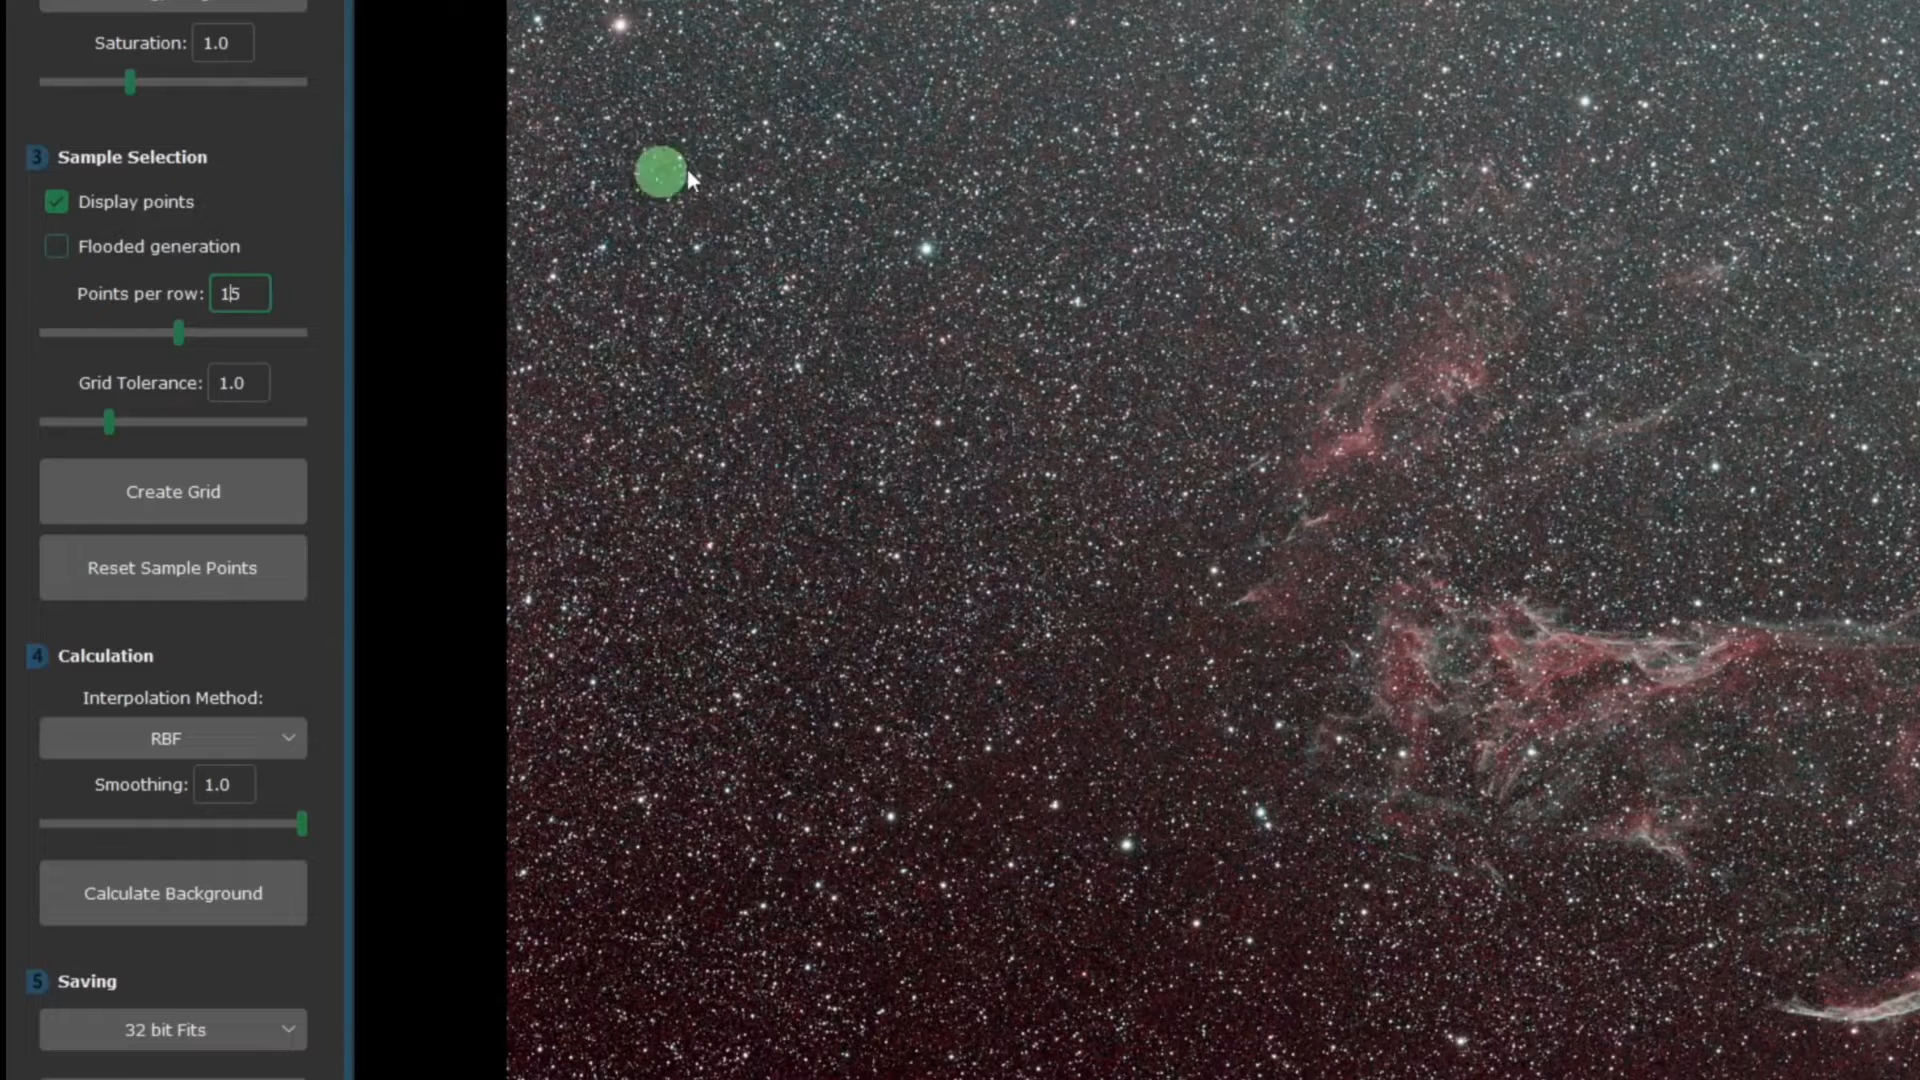 Saturation: 1.0
3 Sample Selection
Display points
Flooded generation
Points per row: 15
Grid Tolerance: 1.0
Create Grid
Reset Sample Points
4 Calculation
Interpolation Method:
RBF
Smoothing: 1.0
Calculate Background
5 Saving
32 bit Fits